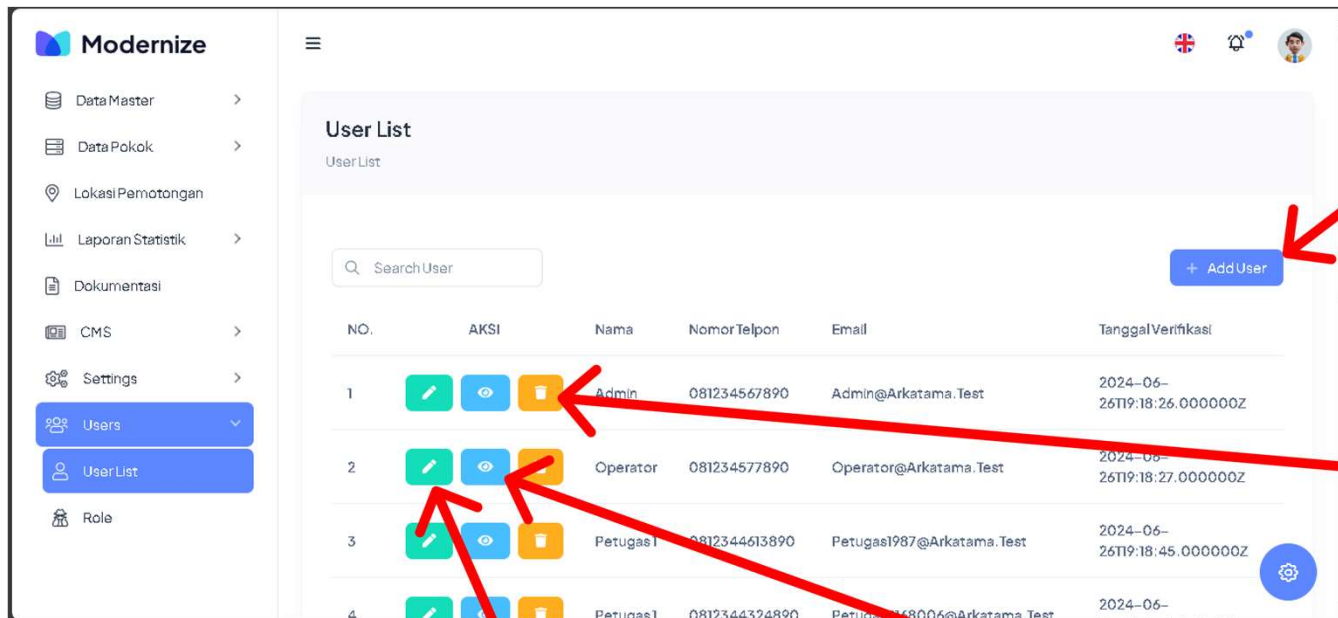 Modernize
Data Master
Data Pokok
Lokasi Pemotongan
Laporan Statistik
Dokumentasi
CMS
Settings
Users
User List
Role
User List
User List
Search User
+ Add User
NO. AKSI Nama Nomor Telpon Email Tanggal Verifikasi
1 Admin 081234567890 Admin@Arkatama.Test 2024-06-
26T19:18:26.000000Z
2 Operator 081234577890 Operator@Arkatama.Test 2024-06-
26T19:18:27.000000Z
3 Petugas1 0812344613890 Petugas1987@Arkatama.Test 2024-06-
26T19:18:45.000000Z
4 Petugas1 0812344324890 2024-06-